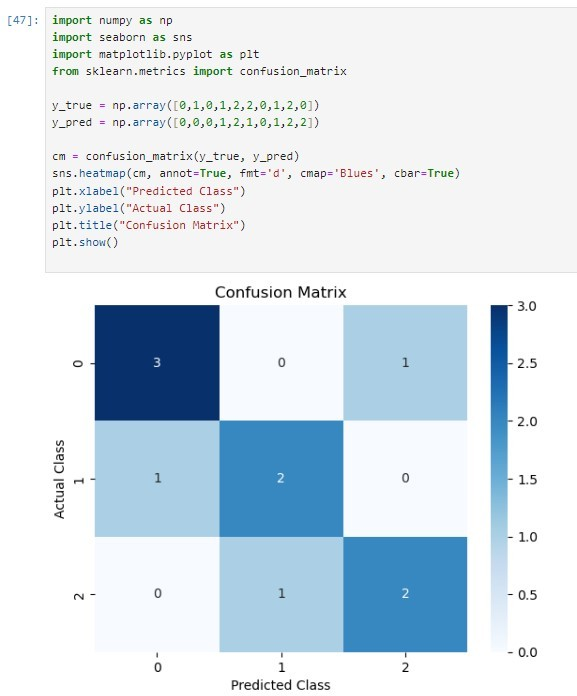 [47]: import numpy as np
import seaborn as sns
import matplotlib.pyplot as plt
from sklearn.metrics import confusion_matrix
y_true = np.array([0,1,0,1,2,2,0,1,2,0])
y_pred = np.array([0,0,0,1,2,1,0,1,2,2])
cm = confusion_matrix(y_true, y_pred)
sns.heatmap(cm, annot=True, fmt='d', cmap='Blues', cbar=True)
plt.xlabel("Predicted Class")
plt.ylabel("Actual Class")
plt.title("Confusion Matrix")
plt.show()
Confusion Matrix
Actual Class
0 3 0 1
1 1 2 0
2 0 1 2
0 1 2
Predicted Class
3.0
2.5
2.0
1.5
1.0
0.5
0.0